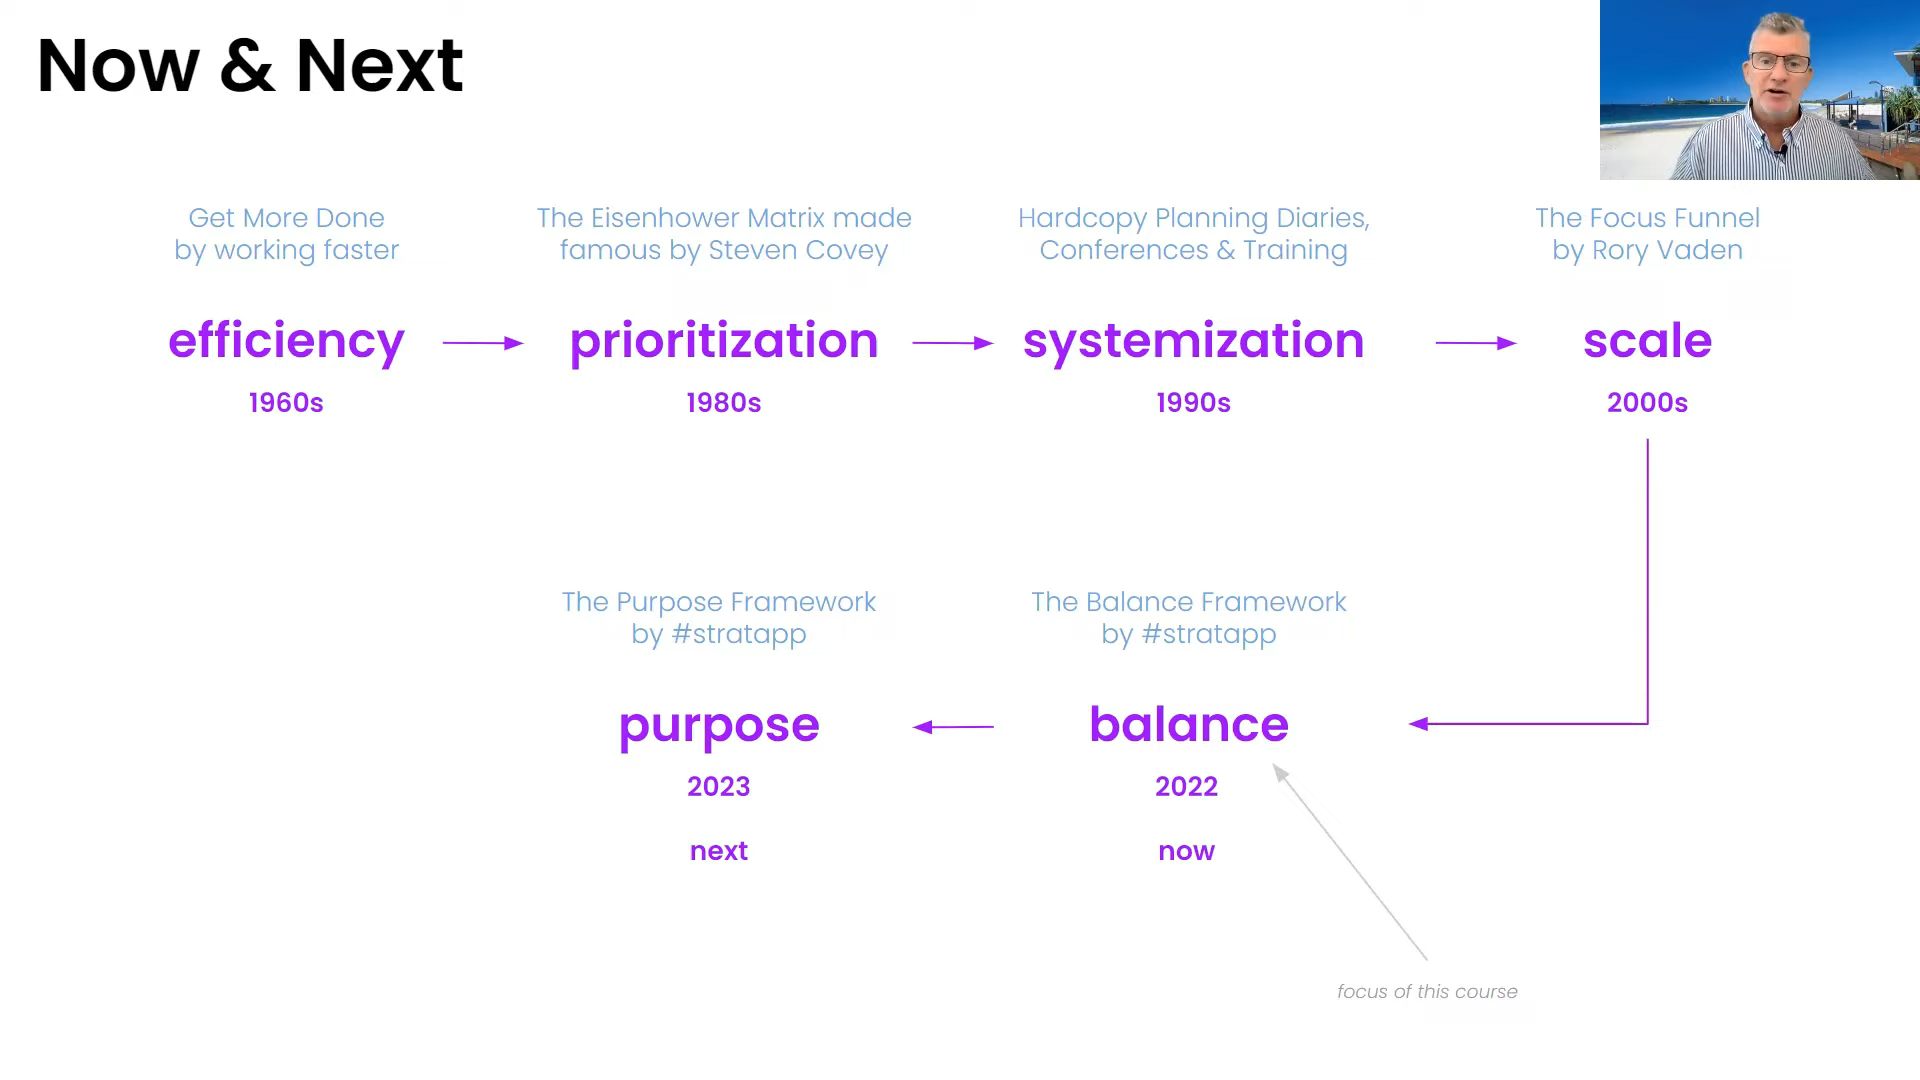 Now & Next
Get More Done
by working faster
efficiency
1960s
The Eisenhower Matrix made
famous by Steven Covey
prioritization
1980s
Hardcopy Planning Diaries,
Conferences & Training
systemization
1990s
The Focus Funnel
by Rory Vaden
scale
2000s
The Balance Framework
by #stratapp
balance
2022
now
The Purpose Framework
by #stratapp
purpose
2023
next
focus of this course